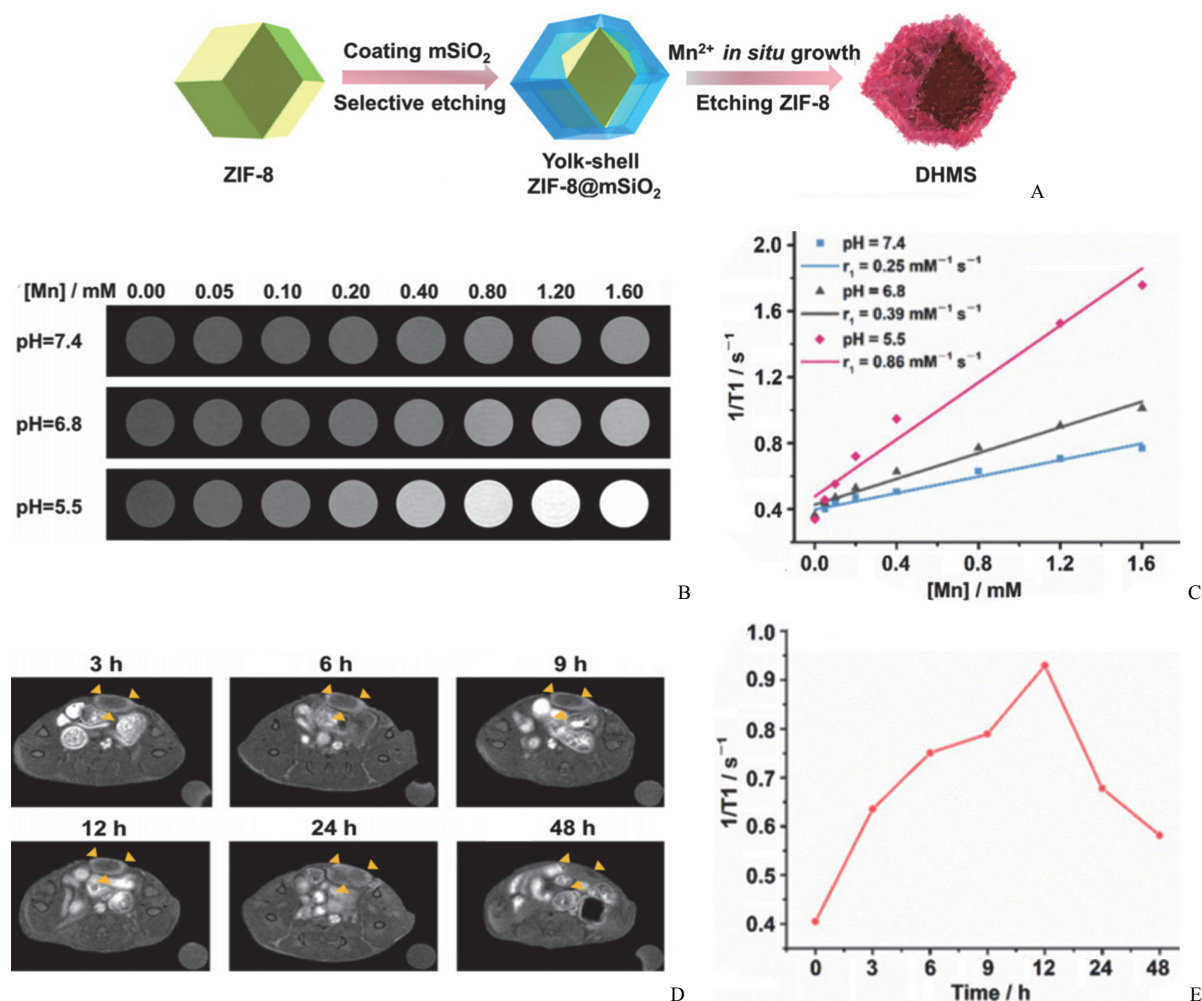 Coating mSiO₂
Selective etching
Mn²⁺ in situ growth
Etching ZIF-8
ZIF-8
Yolk-shell
ZIF-8@mSiO₂
DHMS
A
[Mn] / mM 0.00 0.05 0.10 0.20 0.40 0.80 1.20 1.60
pH=7.4
pH=6.8
pH=5.5
B
2.0
1.6
1.2
0.8
0.4
1/T1 / s⁻¹
pH = 7.4
r₁ = 0.25 mM⁻¹ s⁻¹
pH = 6.8
r₁ = 0.39 mM⁻¹ s⁻¹
pH = 5.5
r₁ = 0.86 mM⁻¹ s⁻¹
0.0 0.4 0.8 1.2 1.6
[Mn] / mM
C
3 h 6 h 9 h
12 h 24 h 48 h
D
1.0
0.9
0.8
0.7
0.6
0.5
0.4
1/T1 / s⁻¹
0 3 6 9 12 24 48
Time / h
E